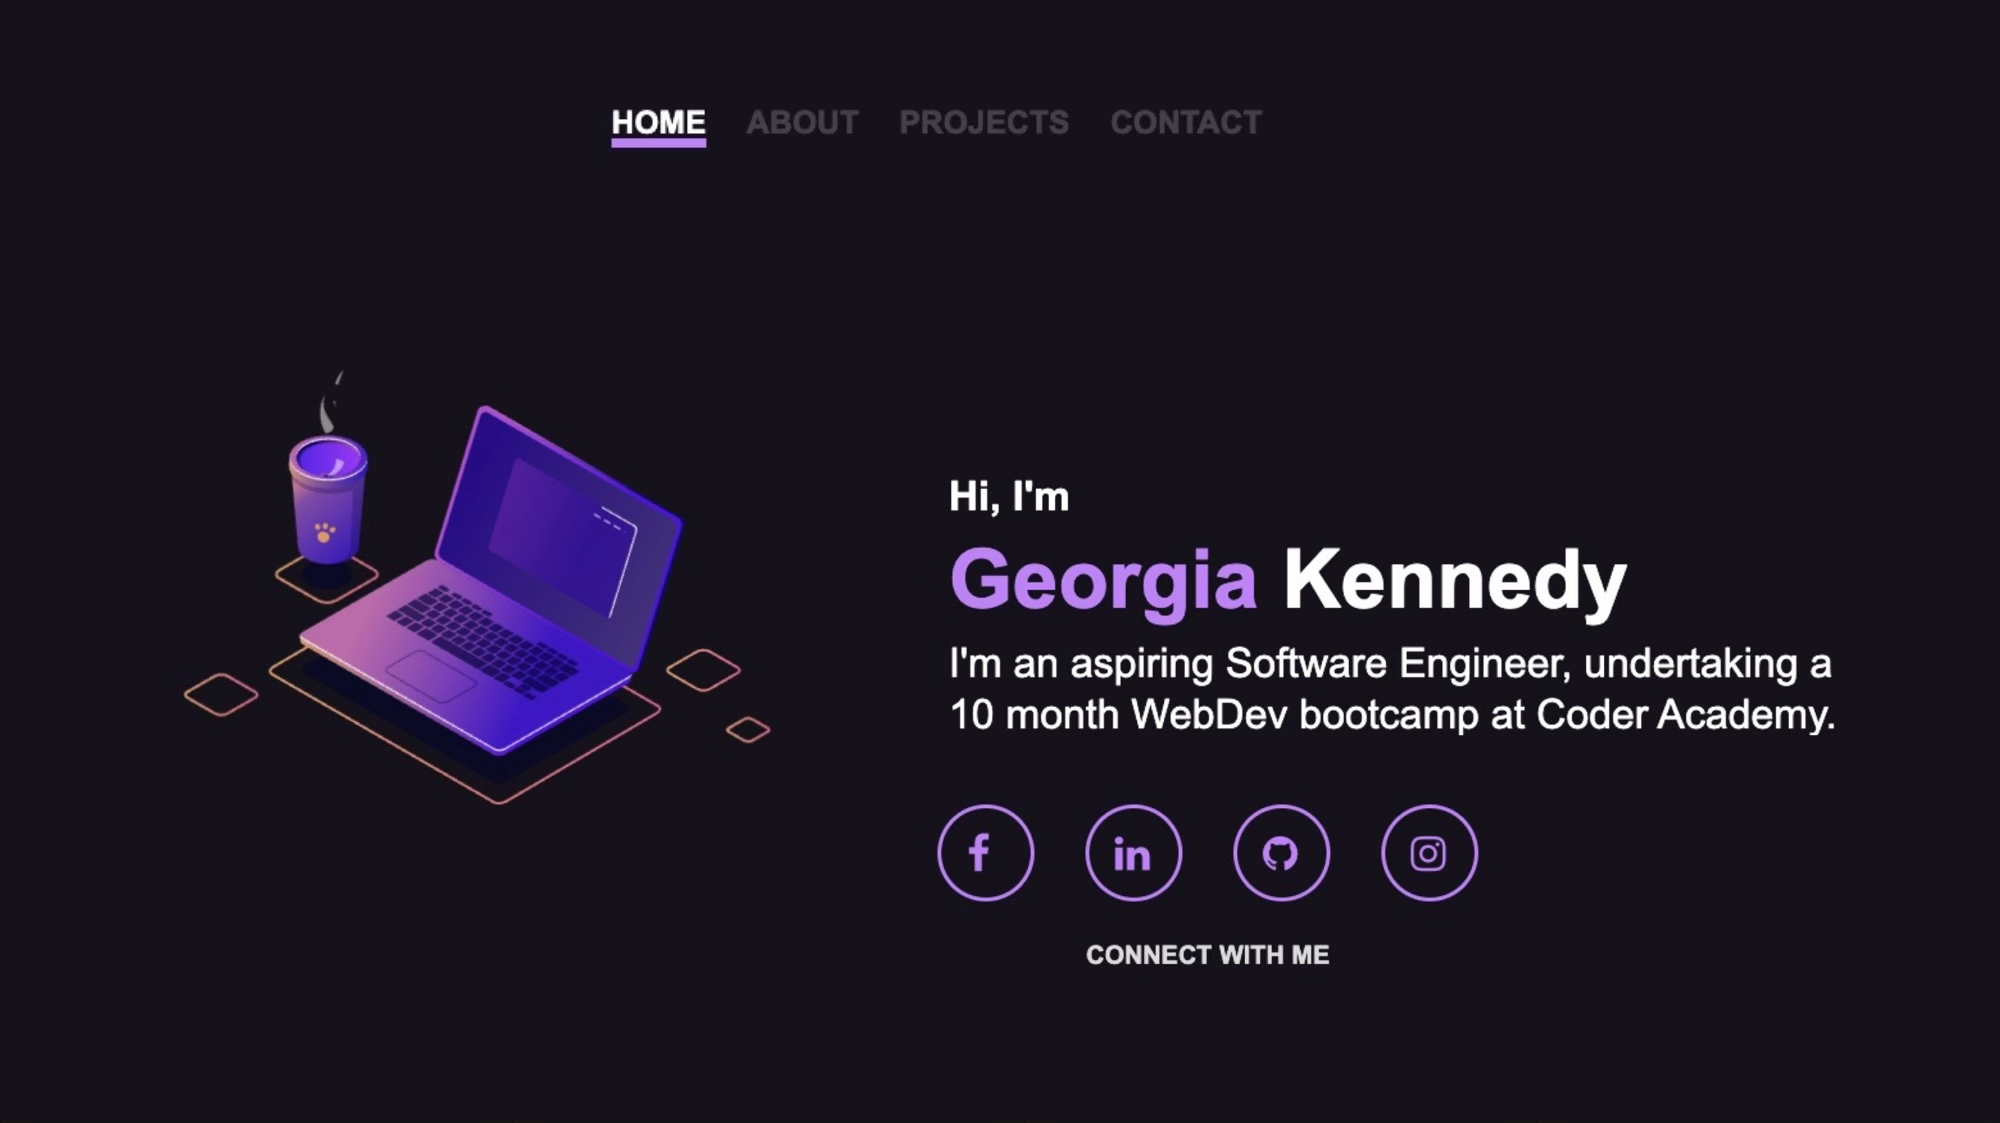 HOME ABOUT PROJECTS CONTACT
Hi, I'm
Georgia Kennedy
I'm an aspiring Software Engineer, undertaking a
10 month WebDev bootcamp at Coder Academy.
f in
CONNECT WITH ME